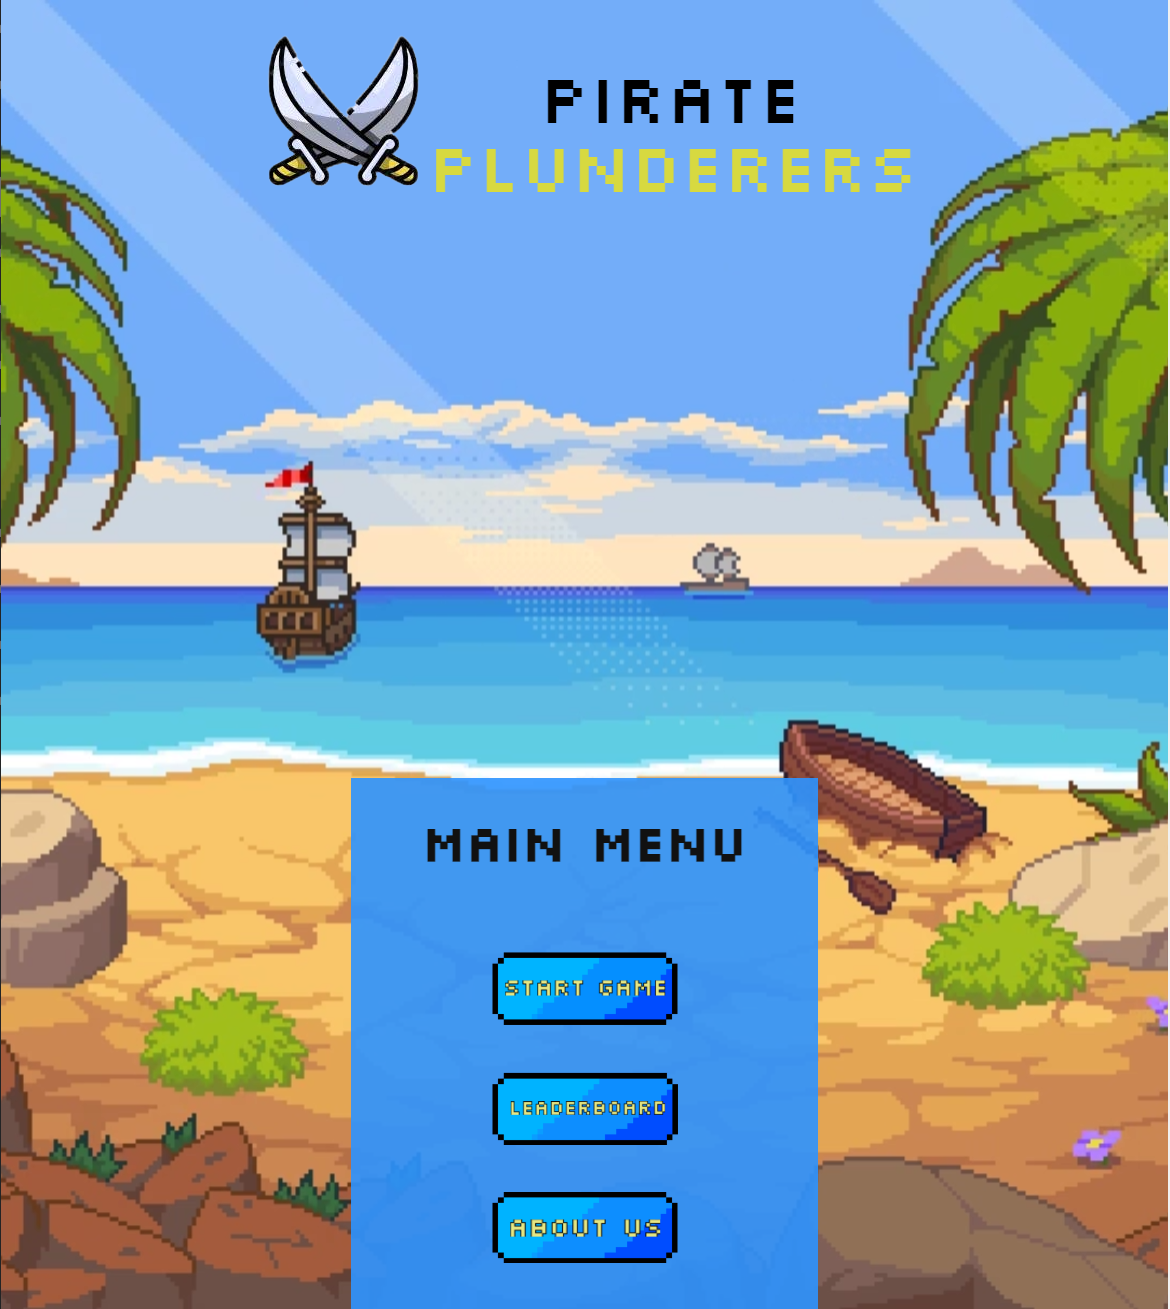 PIRATE
PLUNDERERS
MAIN MENU
START GAME
LEADERBOARD
ABOUT US